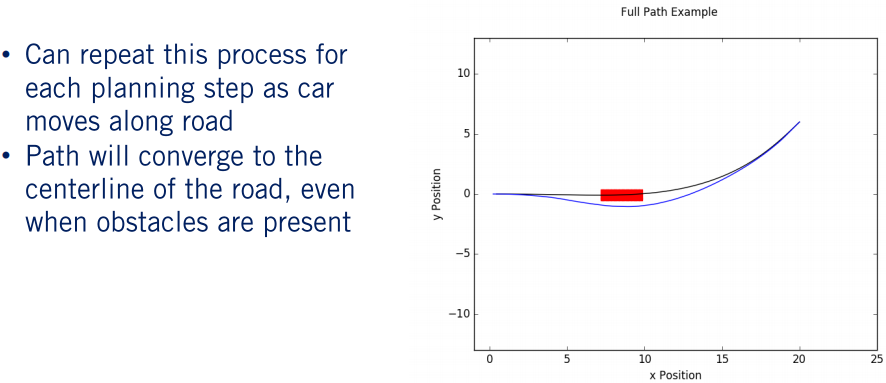 • Can repeat this process for
each planning step as car
moves along road
• Path will converge to the
centerline of the road, even
when obstacles are present
Full Path Example
y Position
10
5
0
−5
−10
0 5 10 15 20 25
x Position